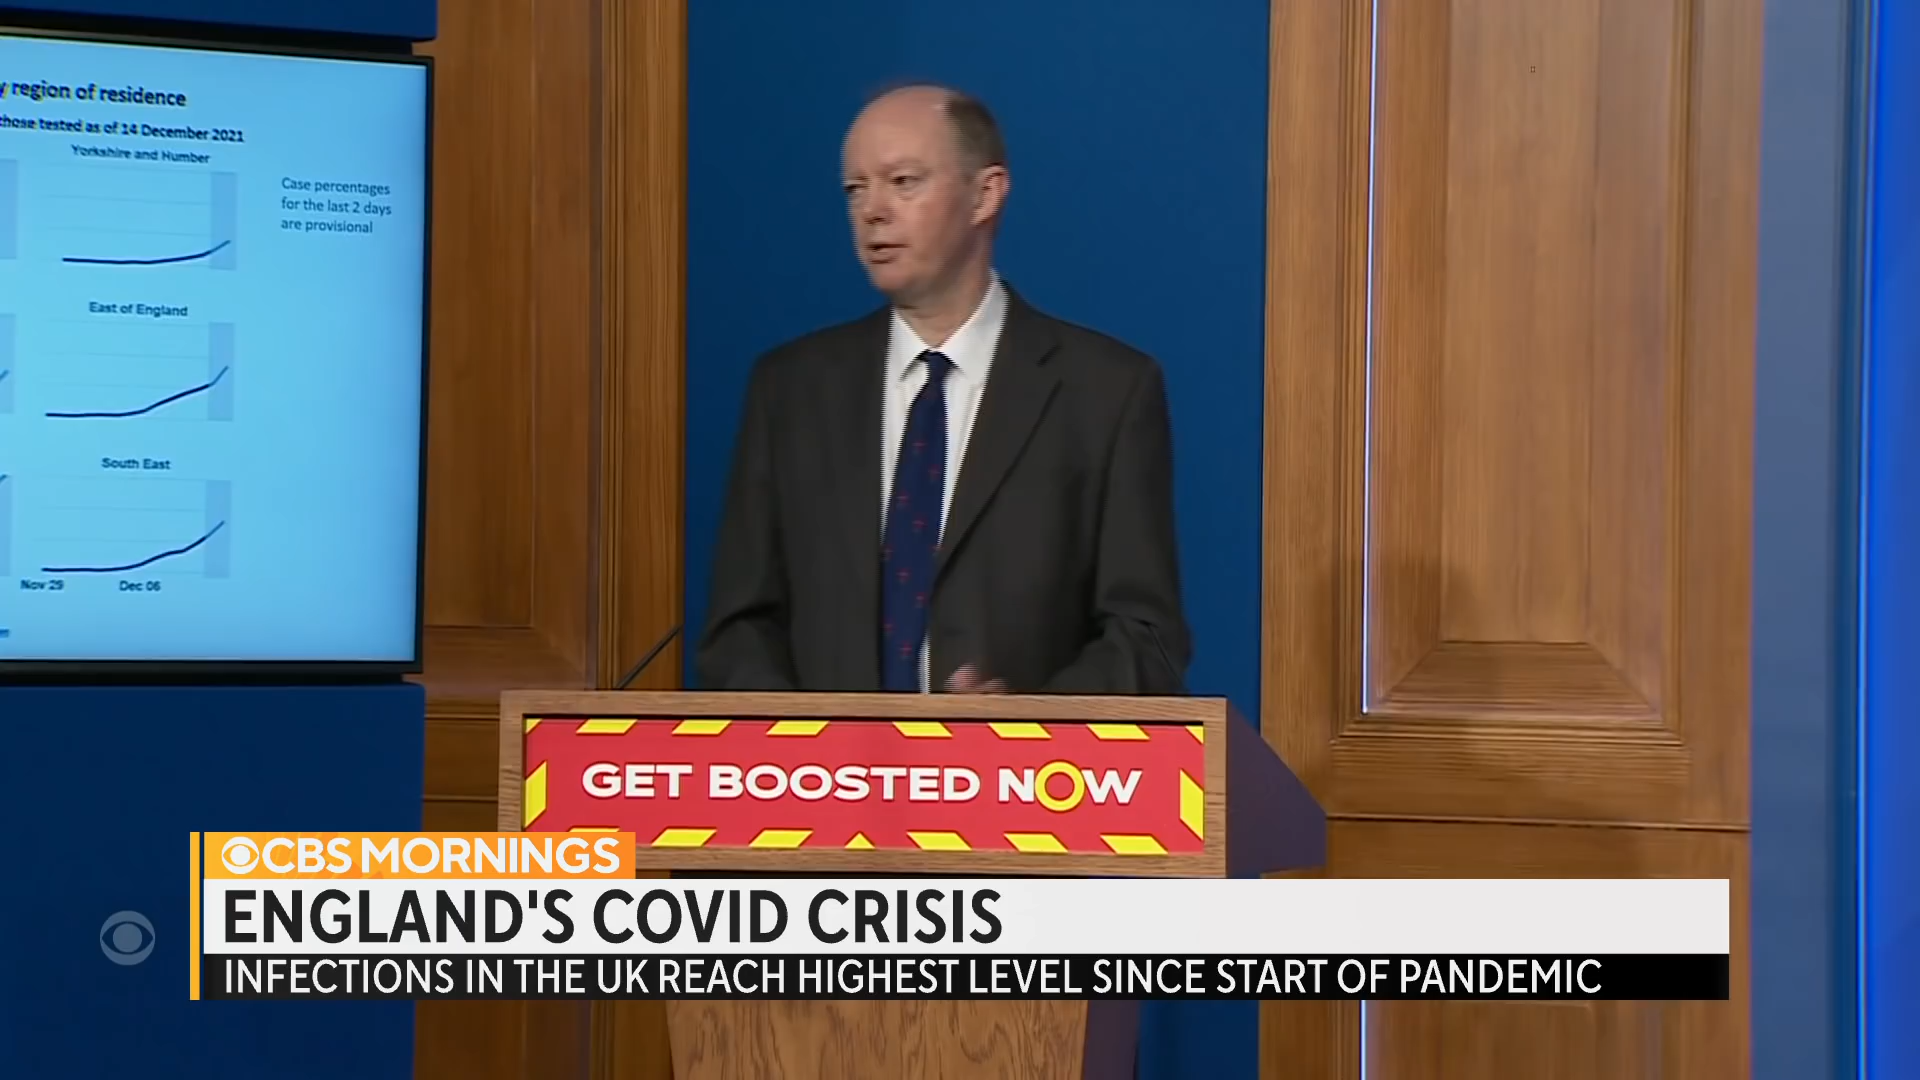 y region of residence
those tested as of 14 December 2021
Yorkshire and Humber
Case percentages
for the last 2 days
are provisional
East of England
South East
Nov 29
Dec 06
GET BOOSTED NOW
CBS MORNINGS
ENGLAND'S COVID CRISIS
INFECTIONS IN THE UK REACH HIGHEST LEVEL SINCE START OF PANDEMIC